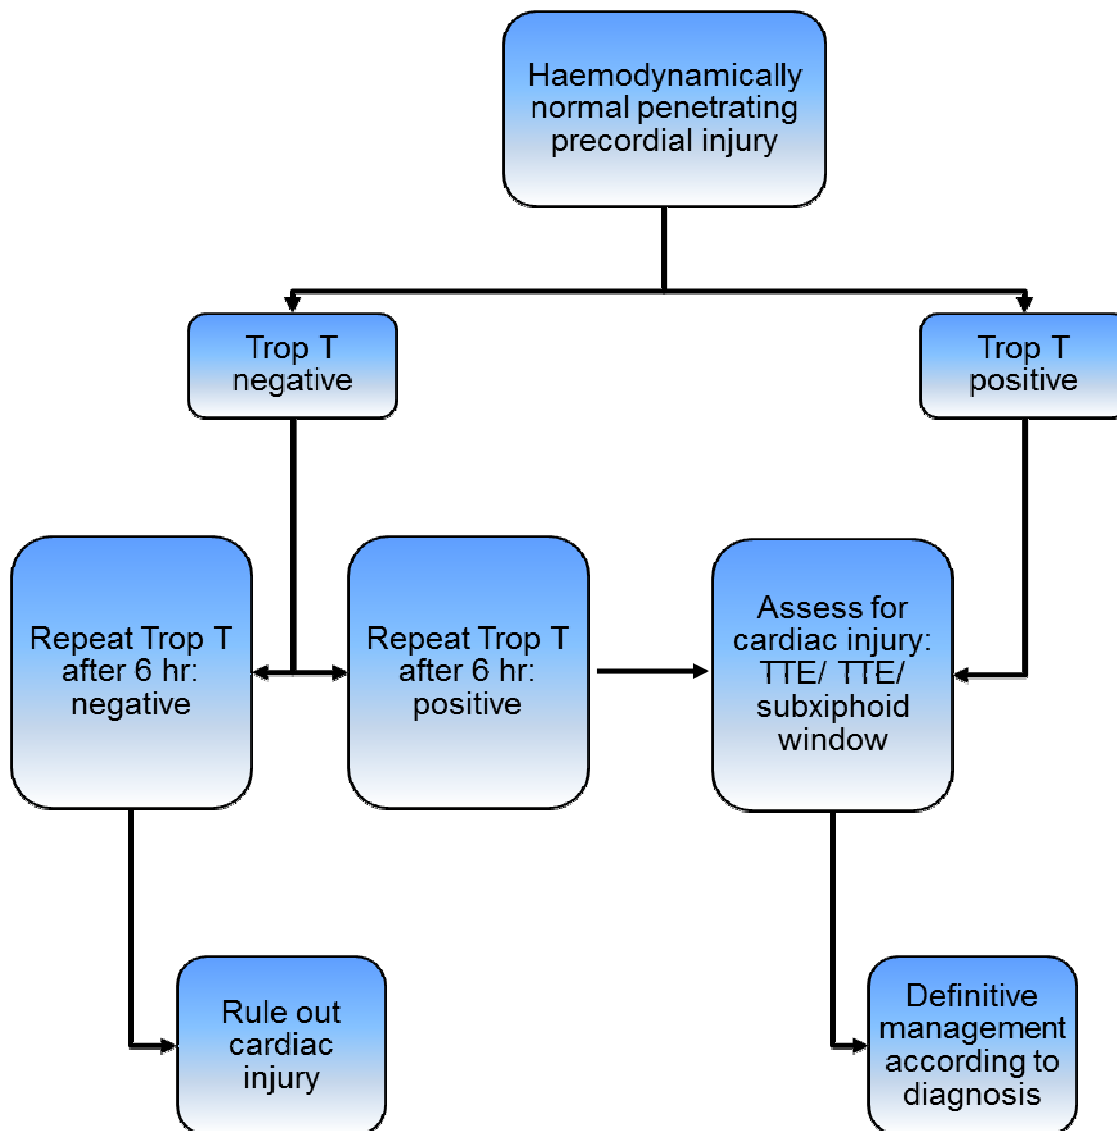 Haemodynamically
normal penetrating
precordial injury
Trop T
negative
Trop T
positive
Repeat Trop T
after 6 hr:
negative
Repeat Trop T
after 6 hr:
positive
Assess for
cardiac injury:
TTE/ TTE/
subxiphoid
window
Rule out
cardiac
injury
Definitive
management
according to
diagnosis